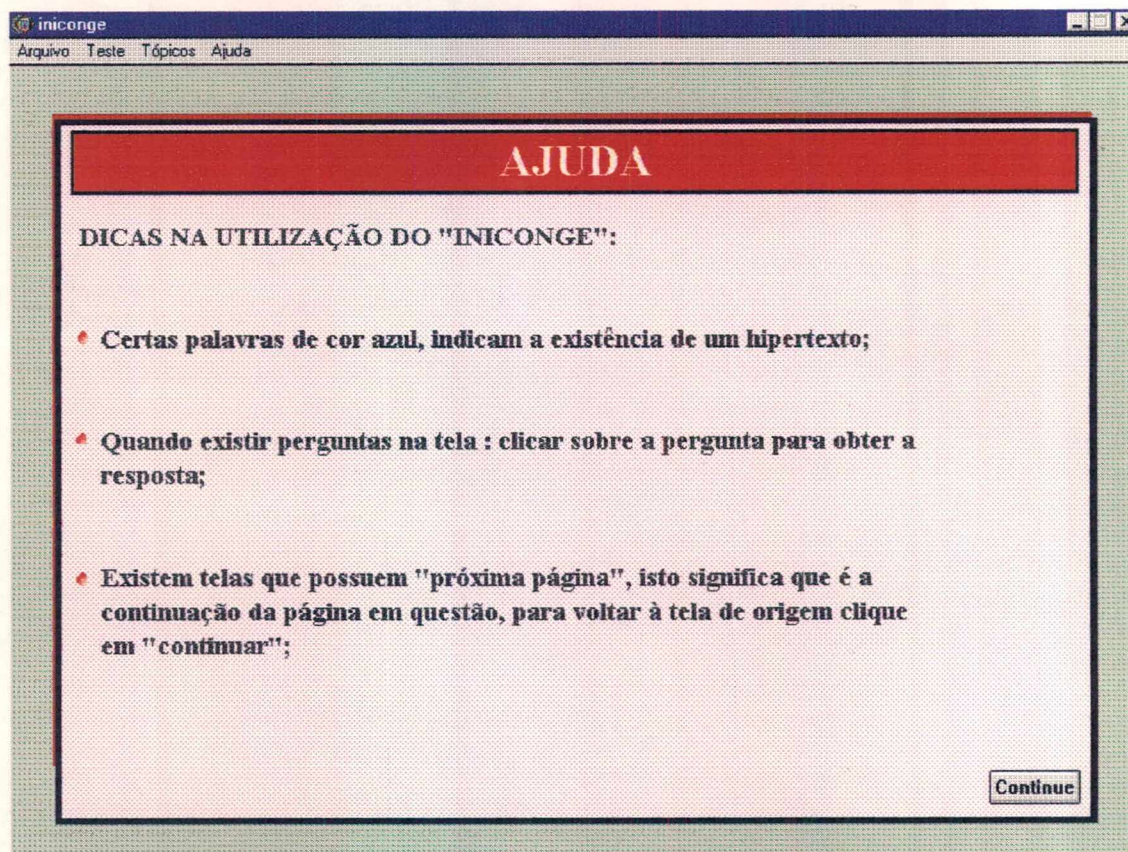 iniconge
Arquivo Teste Tópicos Ajuda
AJUDA
DICAS NA UTILIZAÇÃO DO "INICONGE":
Certas palavras de cor azul, indicam a existência de um hipertexto;
Quando existir perguntas na tela : clicar sobre a pergunta para obter a
resposta;
Existem telas que possuem "próxima página", isto significa que é a
continuação da página em questão, para voltar à tela de origem clique
em "continuar";
Continue